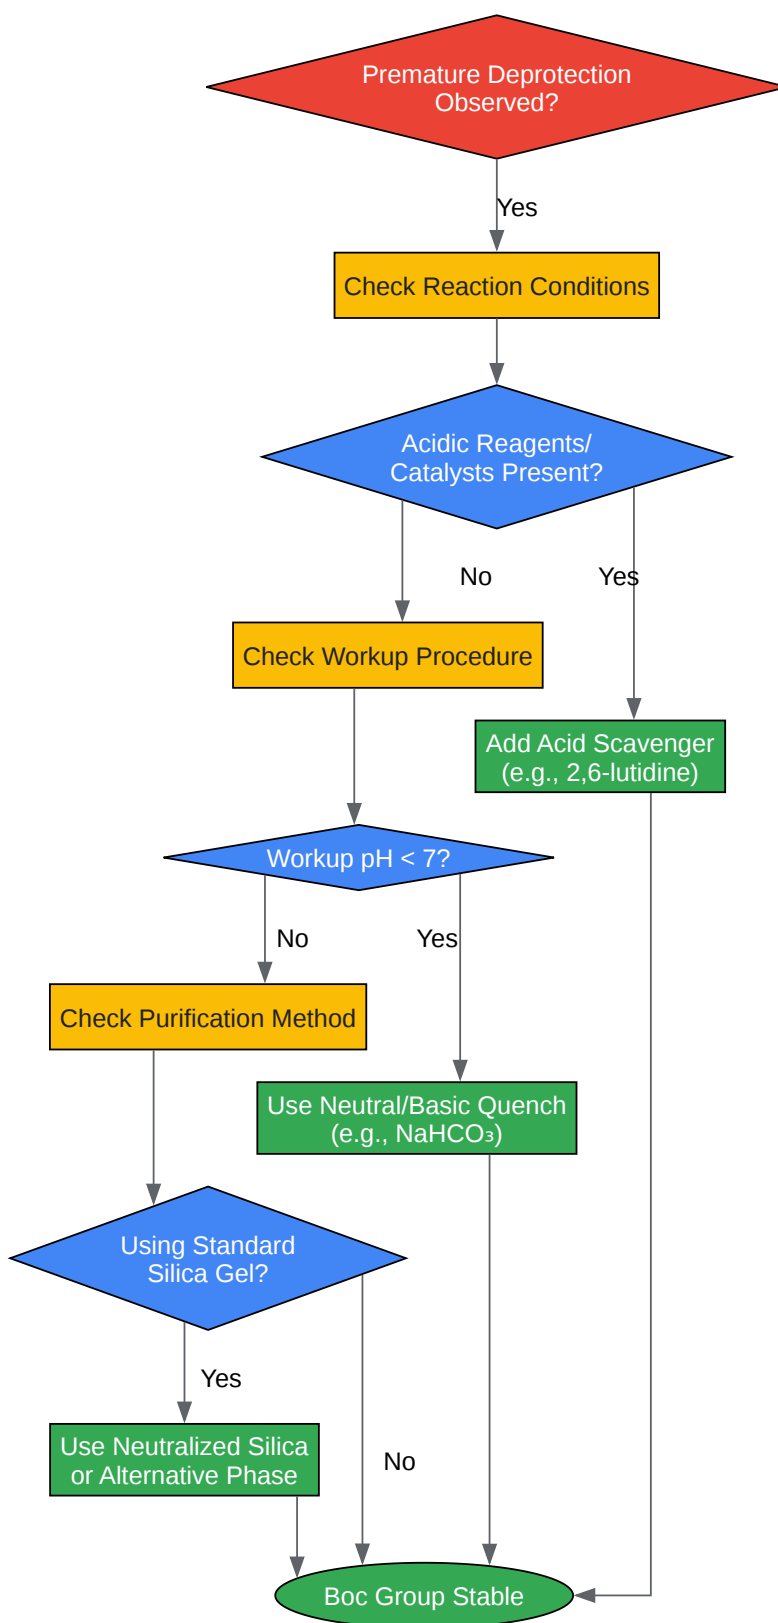 Premature Deprotection
Observed?
Yes
Check Reaction Conditions
Acidic Reagents/
Catalysts Present?
No
Yes
Check Workup Procedure
Add Acid Scavenger
(e.g., 2,6-lutidine)
Workup pH < 7?
No
Yes
Check Purification Method
Use Neutral/Basic Quench
(e.g., NaHCO₃)
Using Standard
Silica Gel?
Yes
Use Neutralized Silica
or Alternative Phase
No
Boc Group Stable